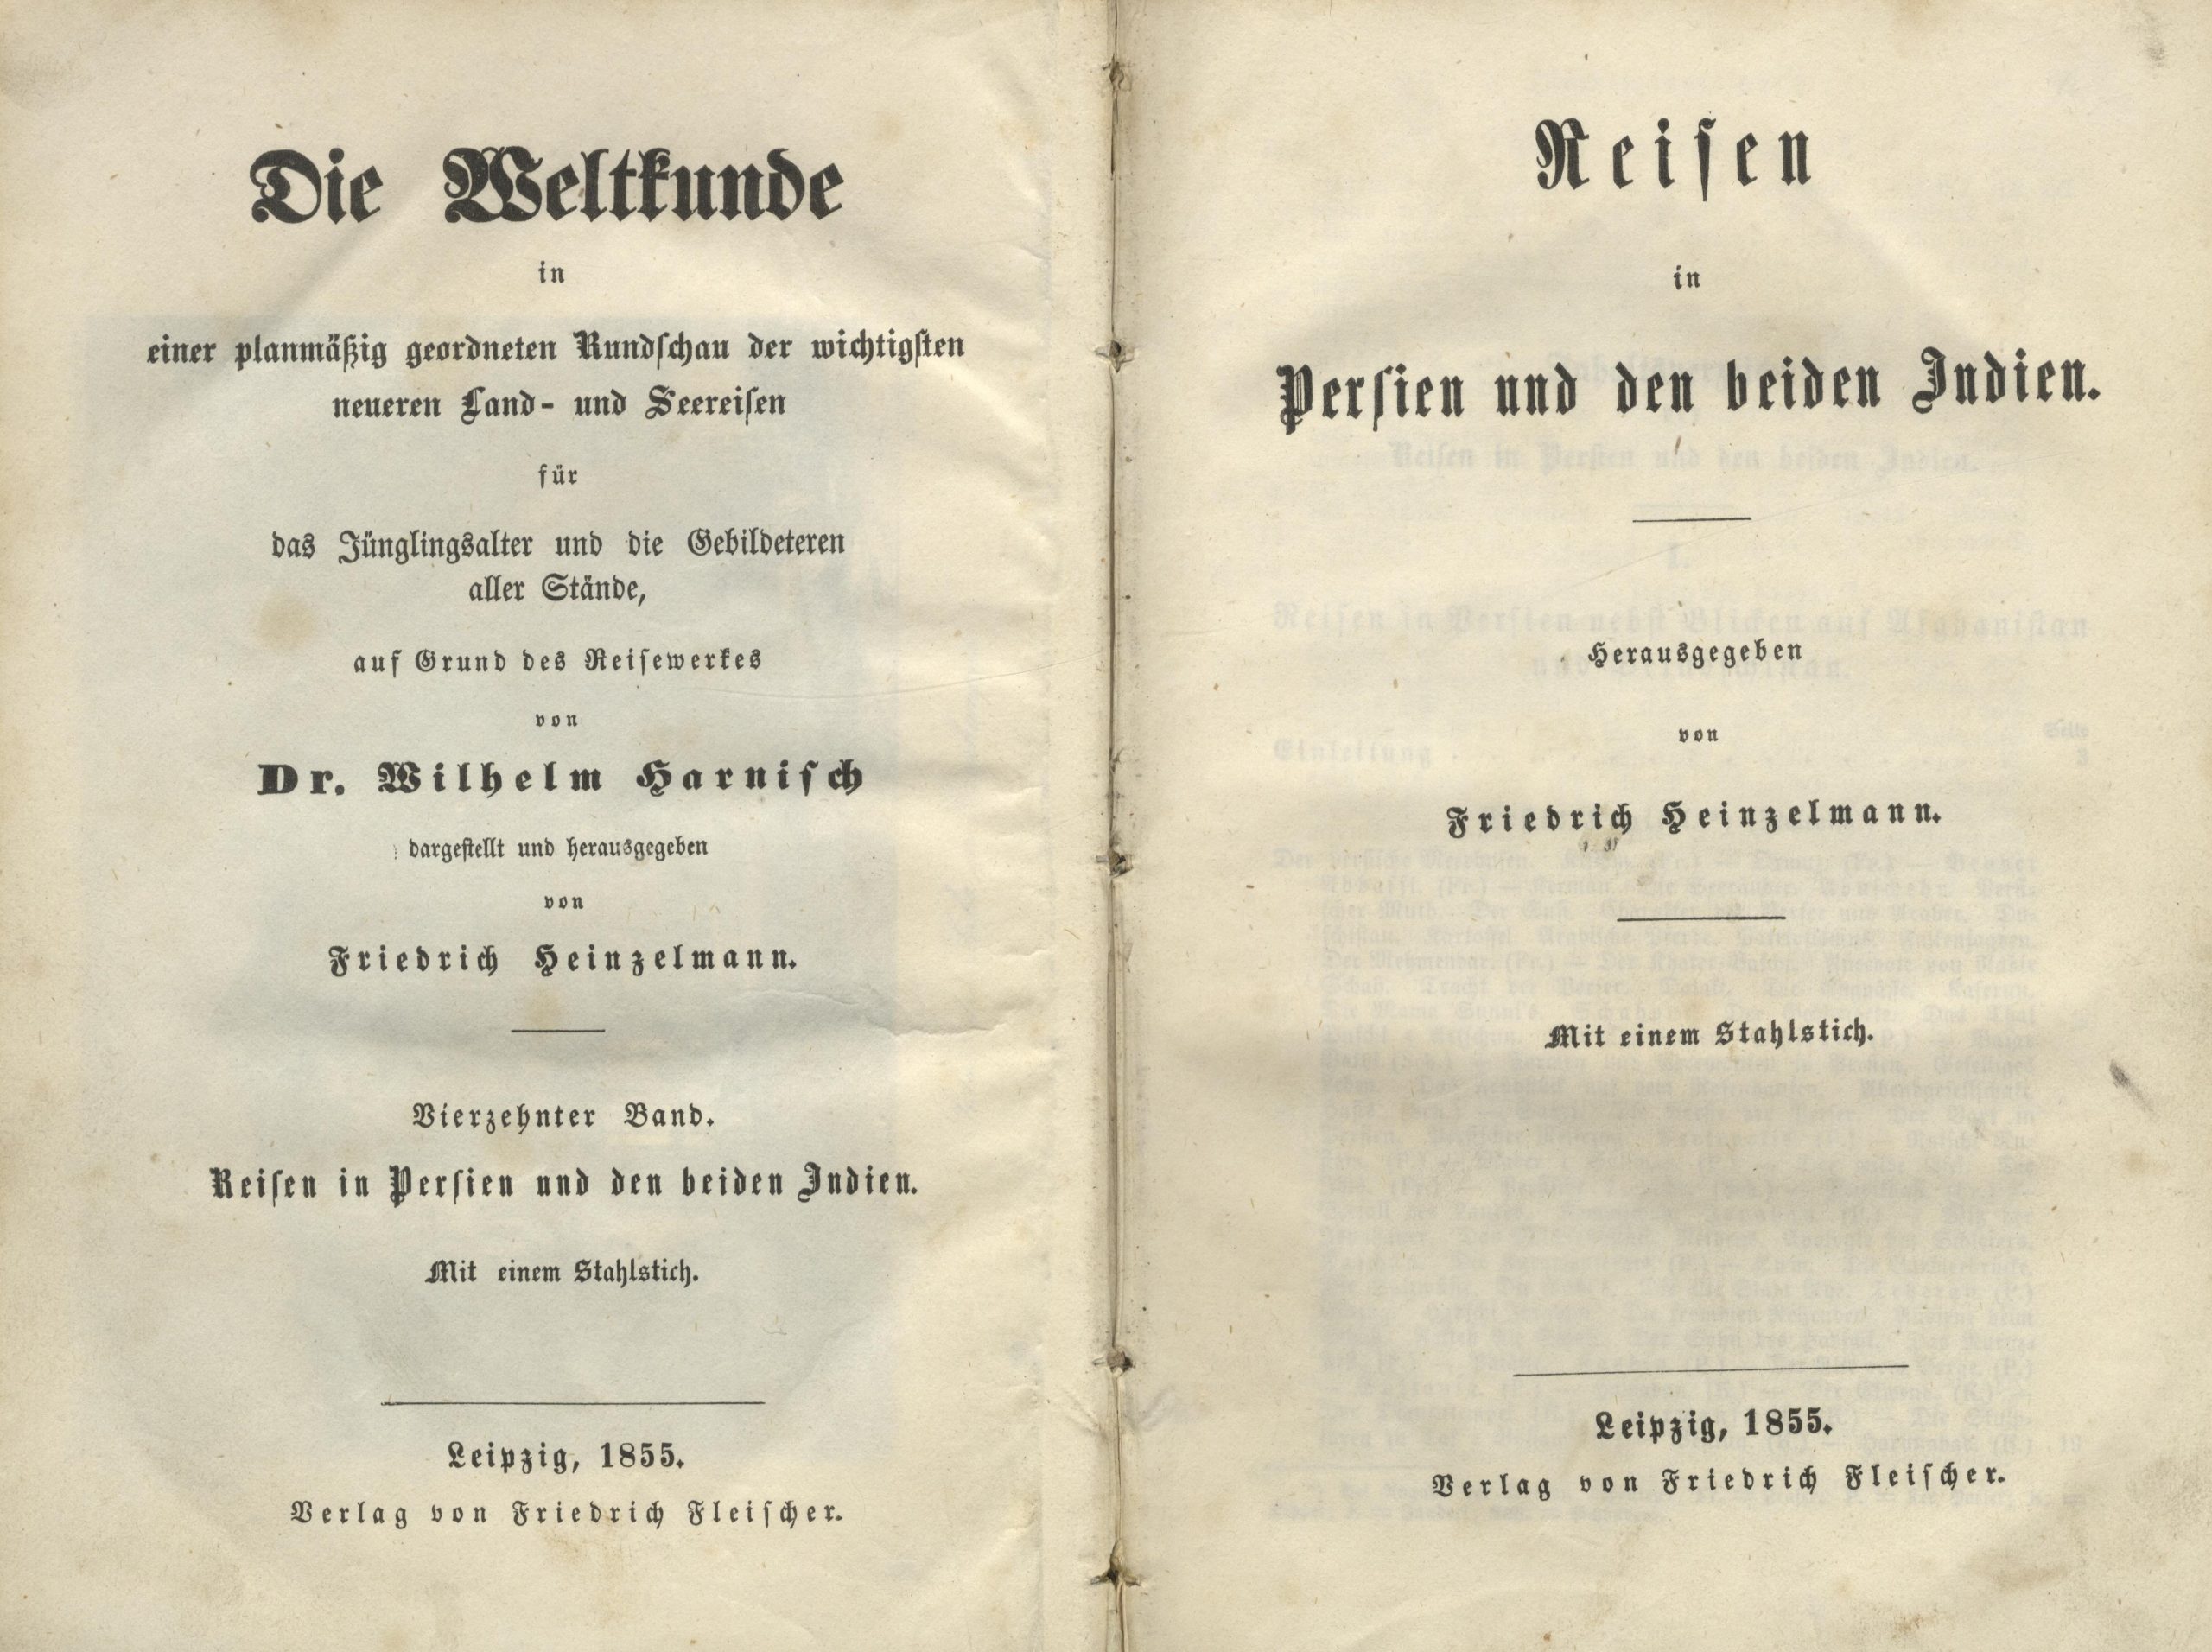 Die Weltkunde
in
einer planmäßig geordneten Rundſchau der wichtigſten
neueren Land- und Seereiſen
für
das Jünglingsalter und die Gebildeteren
aller Stände,
auf Grund des Reiſewerkes
von
Dr. Wilhelm Harniſch
dargeſtellt und herausgegeben
von
Friedrich Heinzelmann.
Vierzehnter Band.
Reiſen in Perſien und den beiden Indien.
Mit einem Stahlstich.
Leipzig, 1855.
Verlag von Friedrich Fleiſcher.
Reiſen
in
Perſien und den beiden Indien.
Herausgegeben
von
Friedrich Heinzelmann.
Mit einem Stahlstich.
Leipzig, 1855.
Verlag von Friedrich Fleiſcher.